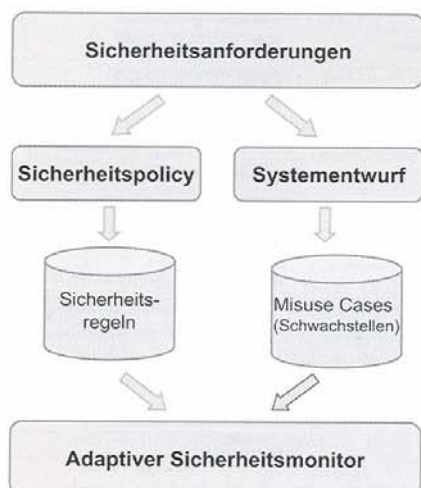 Sicherheitsanforderungen
Sicherheitspolicy
Systementwurf
Sicherheits-
regeln
Misuse Cases
(Schwachstellen)
Adaptiver Sicherheitsmonitor